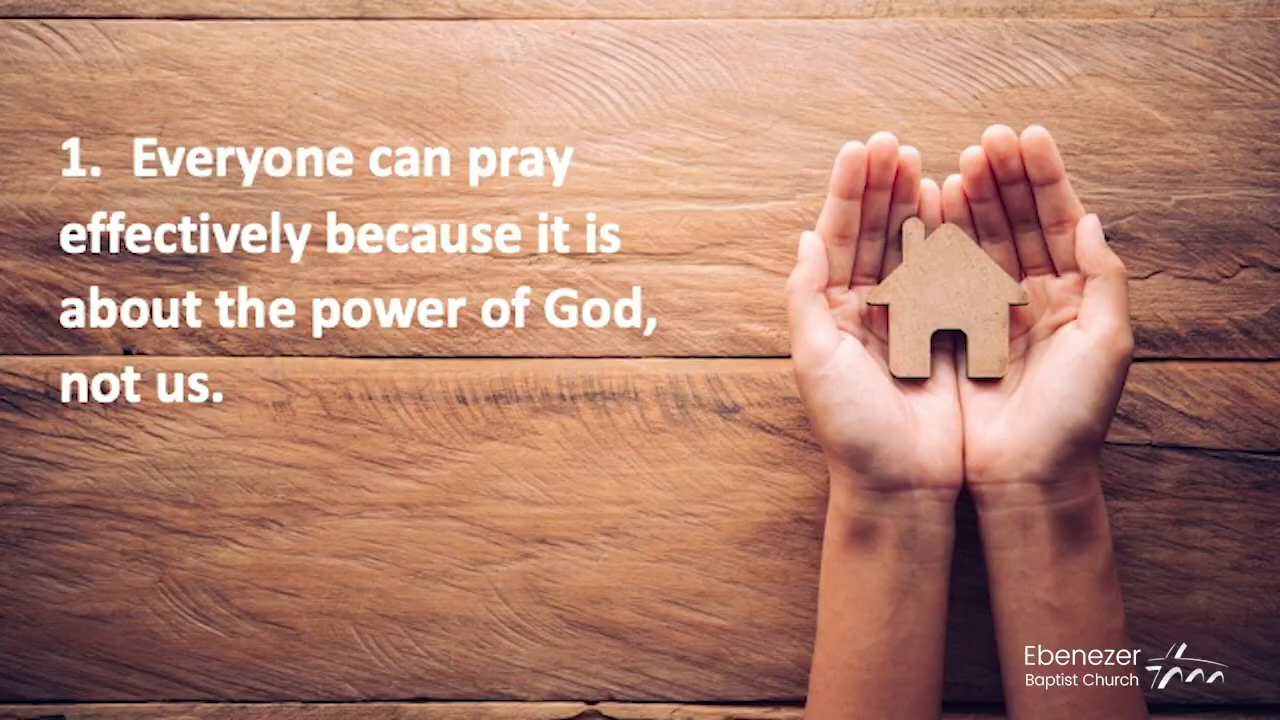 1. Everyone can pray
effectively because it is
about the power of God,
not us.
Ebenezer
Baptist Church